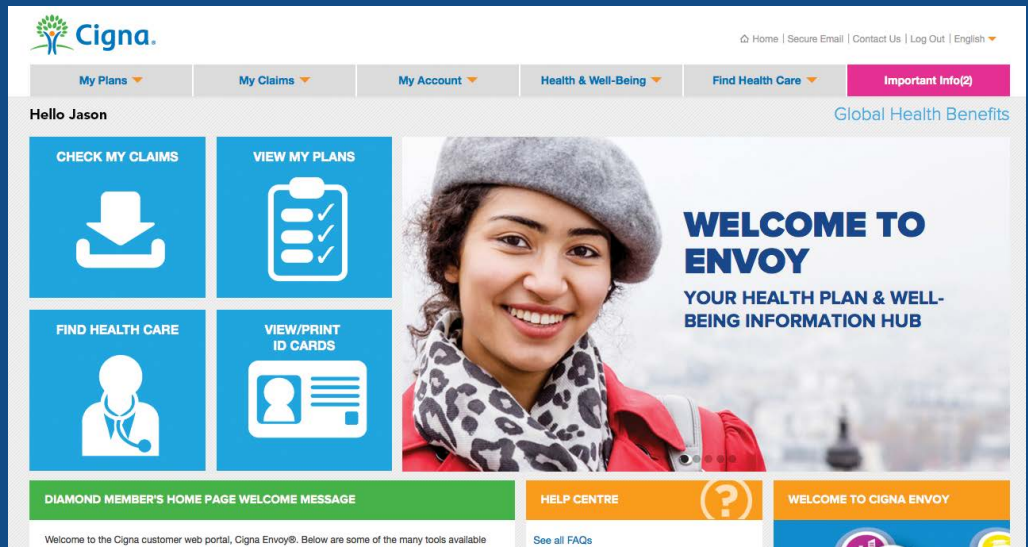 Cigna.
Home | Secure Email | Contact Us | Log Out | English
My Plans
My Claims
My Account
Health & Well-Being
Find Health Care
Important Info(2)
Hello Jason
Global Health Benefits
CHECK MY CLAIMS
VIEW MY PLANS
FIND HEALTH CARE
VIEW/PRINT
ID CARDS
WELCOME TO
ENVOY
YOUR HEALTH PLAN & WELL-
BEING INFORMATION HUB
DIAMOND MEMBER'S HOME PAGE WELCOME MESSAGE
Welcome to the Cigna customer web portal, Cigna Envoy®. Below are some of the many tools available
HELP CENTRE
?
See all FAQs
WELCOME TO CIGNA ENVOY